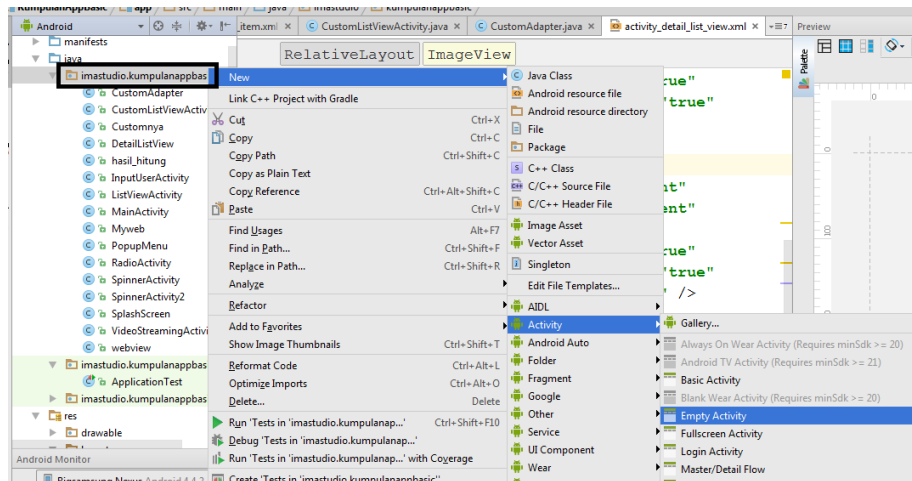 KumpulanAppBasic app src main java imastudio kumpulanappbasic
Android
_item.xml × CustomListViewActivity.java × CustomAdapter.java × activity_detail_list_view.xml × Preview
RelativeLayout ImageView
Palette
manifests
java
imastudio.kumpulanappbas
CustomAdapter
CustomListViewActiv
Customnya
DetailListView
hasil_hitung
InputUserActivity
ListViewActivity
MainActivity
Myweb
PopupMenu
RadioActivity
SpinnerActivity
SpinnerActivity2
SplashScreen
VideoStreamingActivi
webview
imastudio.kumpulanappbas
ApplicationTest
imastudio.kumpulanappbas
res
drawable
Android Monitor
New
Link C++ Project with Gradle
Cut Ctrl+X
Copy Ctrl+C
Copy Path Ctrl+Shift+C
Copy as Plain Text
Copy Reference Ctrl+Alt+Shift+C
Paste Ctrl+V
Find Usages Alt+F7
Find in Path... Ctrl+Shift+F
Replace in Path... Ctrl+Shift+R
Analyze
Refactor
Add to Favorites
Show Image Thumbnails Ctrl+Shift+T
Reformat Code Ctrl+Alt+L
Optimize Imports Ctrl+Alt+O
Delete... Delete
Run 'Tests in 'imastudio.kumpulanap...' Ctrl+Shift+F10
Debug 'Tests in 'imastudio.kumpulanap...'
Run 'Tests in 'imastudio.kumpulanap...' with Coverage
Create 'Tests in 'imastudio.kumpulanappbasic''...
Java Class
Android resource file
Android resource directory
File
Package
C++ Class
C/C++ Source File
C/C++ Header File
Image Asset
Vector Asset
Singleton
Edit File Templates...
AIDL
Activity
Android Auto
Folder
Fragment
Google
Other
Service
UI Component
Wear
rue"
'true"
nt"
ent"
rue"
'true"
" />
0
0
100
Gallery...
Always On Wear Activity (Requires minSdk >= 20)
Android TV Activity (Requires minSdk >= 21)
Basic Activity
Blank Wear Activity (Requires minSdk >= 20)
Empty Activity
Fullscreen Activity
Login Activity
Master/Detail Flow